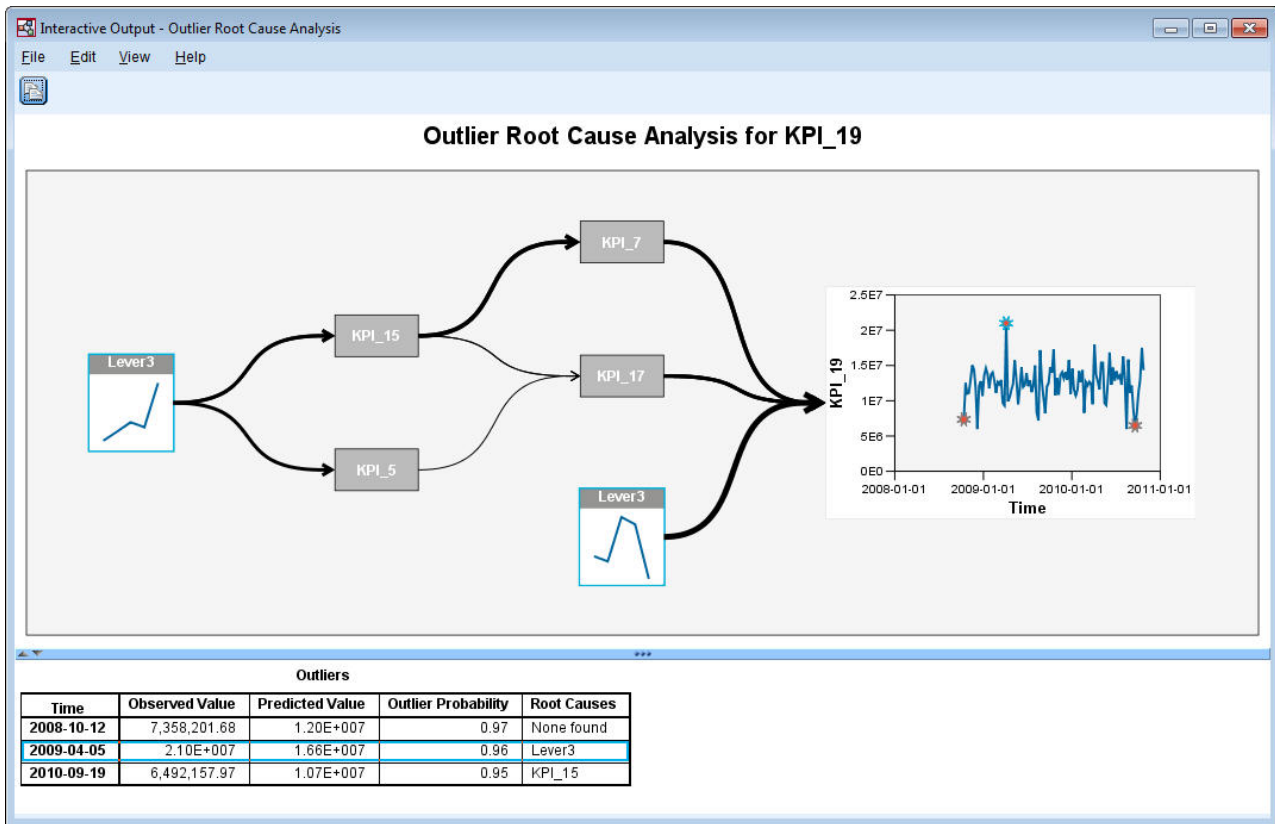 Interactive Output - Outlier Root Cause Analysis
File Edit View Help
Outlier Root Cause Analysis for KPI_19
KPI_7
KPI_15
Lever3
KPI_17
KPI_5
Lever3
2.5E7
2E7
1.5E7
1E7
5E6
0E0
KPI_19
2008-01-01 2009-01-01 2010-01-01 2011-01-01
Time
Outliers
Time Observed Value Predicted Value Outlier Probability Root Causes
2008-10-12 7,358,201.68 1.20E+007 0.97 None found
2009-04-05 2.10E+007 1.66E+007 0.96 Lever3
2010-09-19 6,492,157.97 1.07E+007 0.95 KPI_15